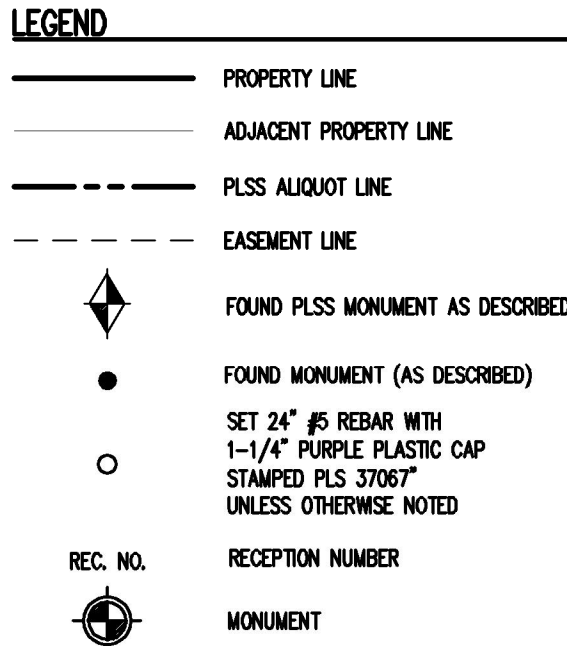 LEGEND
PROPERTY LINE
ADJACENT PROPERTY LINE
PLSS ALIQUOT LINE
EASEMENT LINE
FOUND PLSS MONUMENT AS DESCRIBED
FOUND MONUMENT (AS DESCRIBED)
SET 24" #5 REBAR WITH
1-1/4" PURPLE PLASTIC CAP
STAMPED PLS 37067"
UNLESS OTHERWISE NOTED
REC. NO. RECEPTION NUMBER
MONUMENT